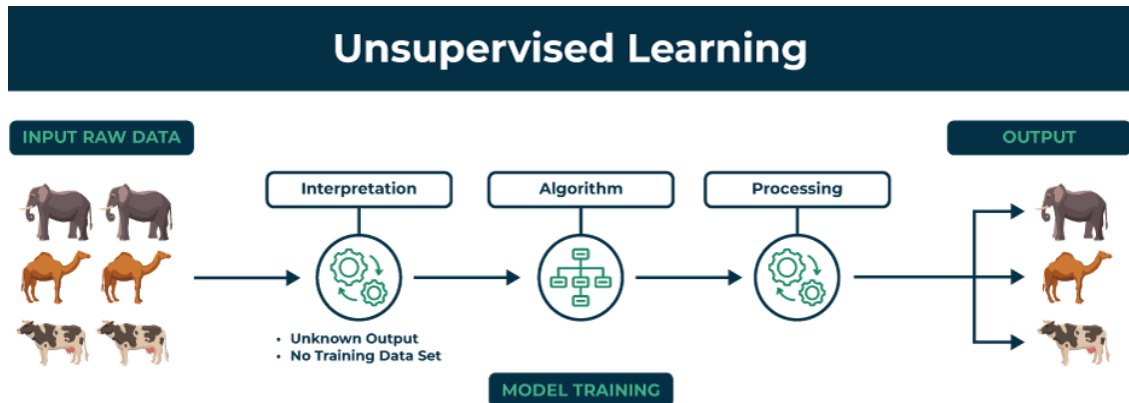 Unsupervised Learning
INPUT RAW DATA
OUTPUT
Interpretation
Algorithm
Processing
• Unknown Output
• No Training Data Set
MODEL TRAINING